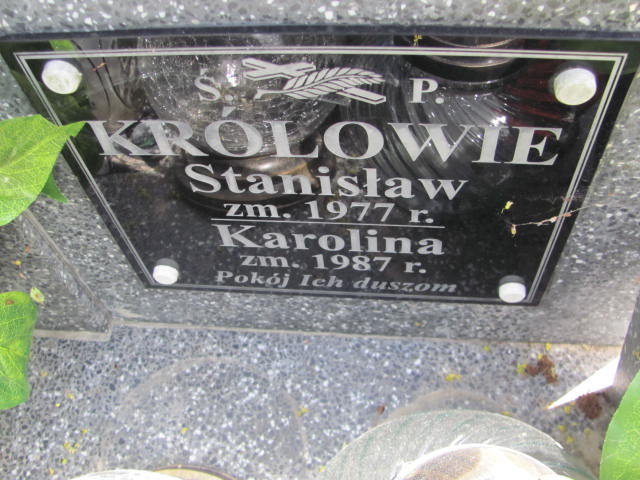 Ś. P.
KRÓLOWIE
Stanisław
zm. 1977 r.
Karolina
zm. 1987 r.
Pokój Ich duszom